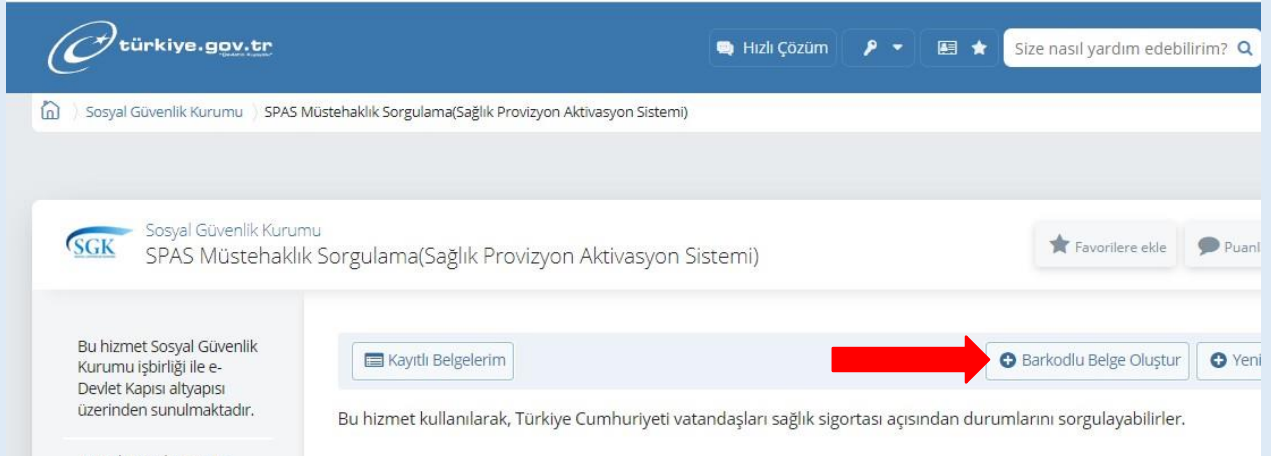 türkiye.gov.tr
Hızlı Çözüm
Size nasıl yardım edebilirim?
Sosyal Güvenlik Kurumu
SPAS Müstehaklık Sorgulama(Sağlık Provizyon Aktivasyon Sistemi)
SGK
Sosyal Güvenlik Kurumu
SPAS Müstehaklık Sorgulama(Sağlık Provizyon Aktivasyon Sistemi)
Favorilere ekle
Puanl
Bu hizmet Sosyal Güvenlik
Kurumu işbirliği ile e-
Devlet Kapısı altyapısı
üzerinden sunulmaktadır.
Kayıtlı Belgelerim
Barkodlu Belge Oluştur
Yeni
Bu hizmet kullanılarak, Türkiye Cumhuriyeti vatandaşları sağlık sigortası açısından durumlarını sorgulayabilirler.